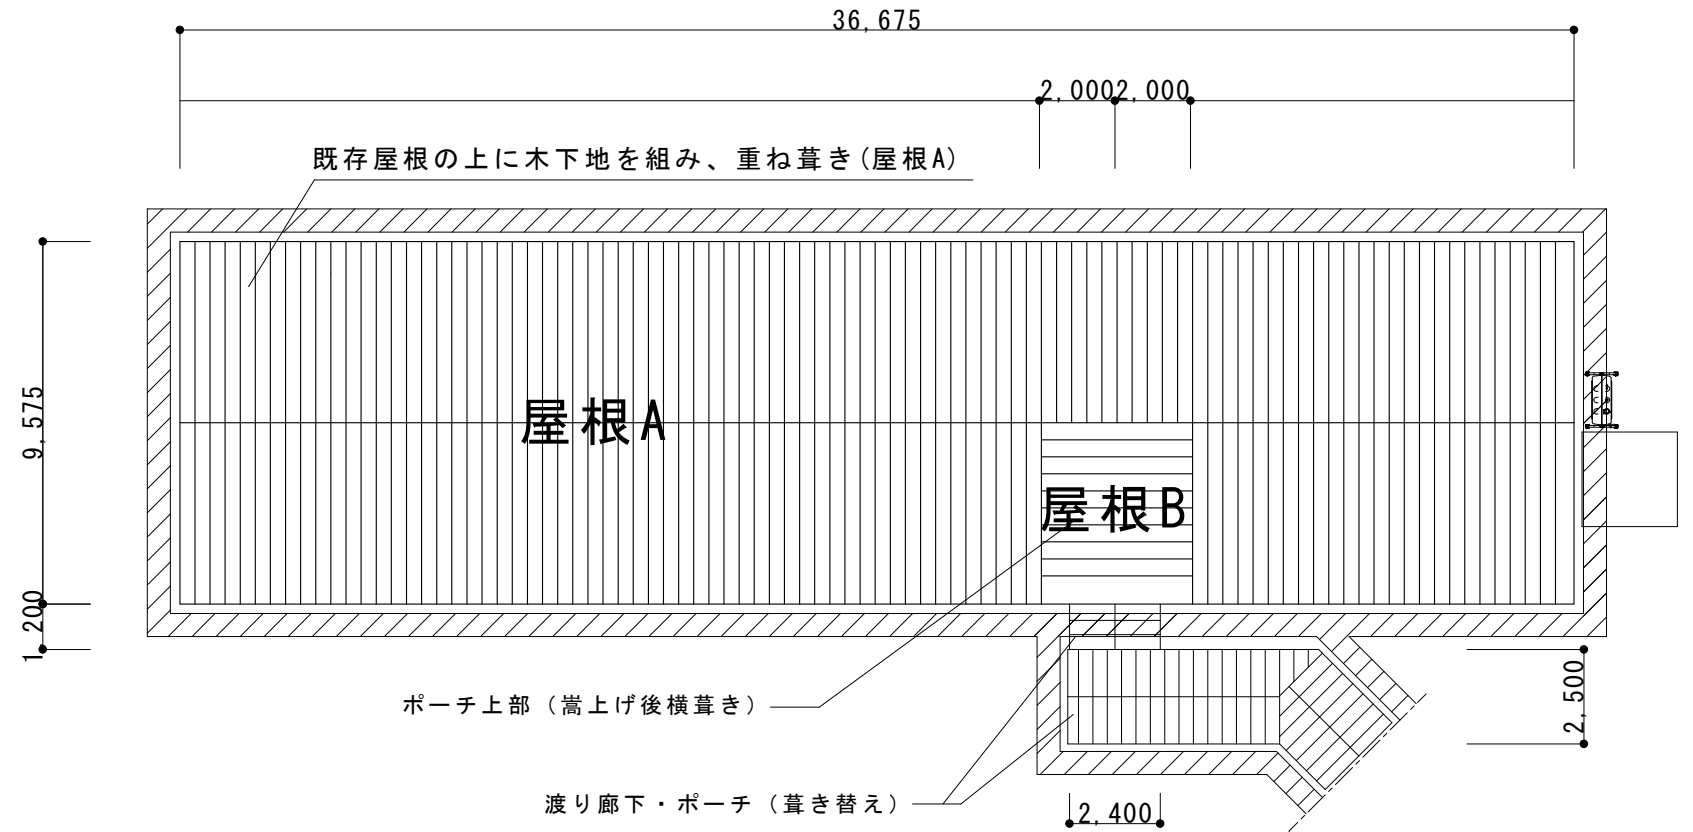 36,675
2,000 2,000
既存屋根の上に木下地を組み、重ね葺き(屋根A)
9,575
屋根A
屋根B
1,200
ポーチ上部（嵩上げ後横葺き）
2,500
渡り廊下・ポーチ（葺き替え）
2,400